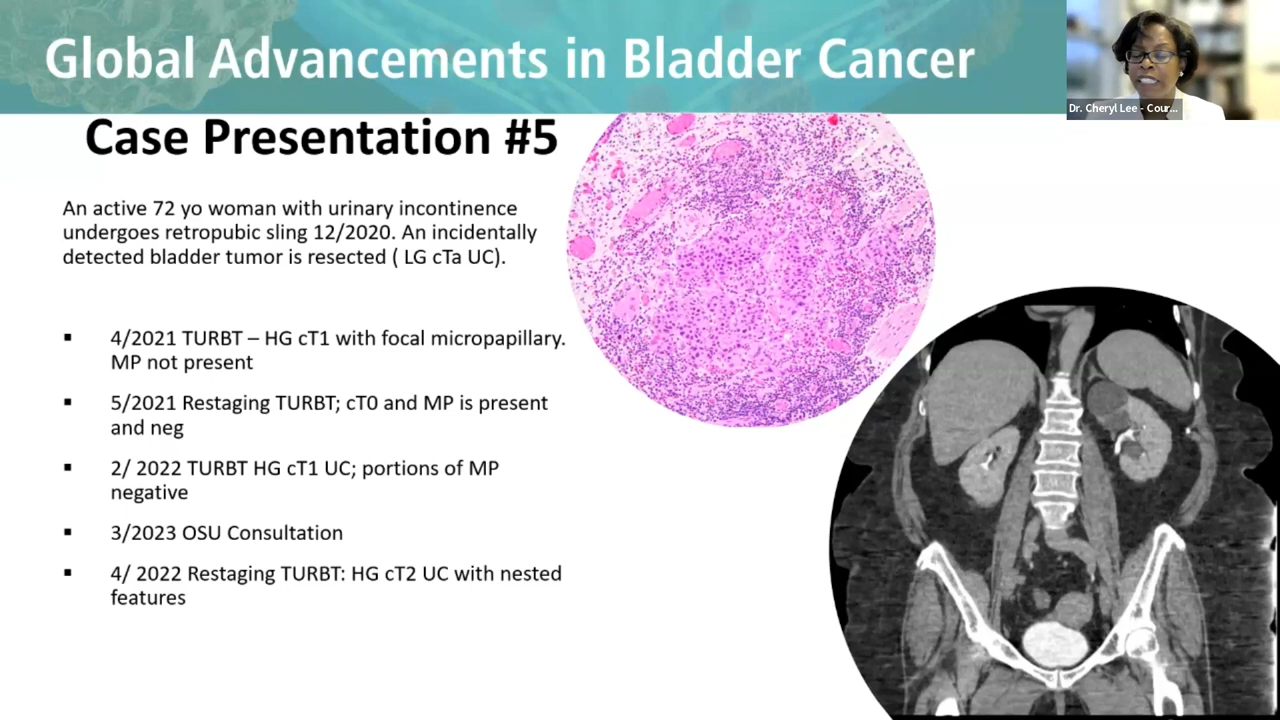 Global Advancements in Bladder Cancer
Dr. Cheryl Lee - Cour...
Case Presentation #5
An active 72 yo woman with urinary incontinence
undergoes retropubic sling 12/2020. An incidentally
detected bladder tumor is resected ( LG cTa UC).
▪ 4/2021 TURBT – HG cT1 with focal micropapillary.
MP not present
▪ 5/2021 Restaging TURBT; cT0 and MP is present
and neg
▪ 2/ 2022 TURBT HG cT1 UC; portions of MP
negative
▪ 3/2023 OSU Consultation
▪ 4/ 2022 Restaging TURBT: HG cT2 UC with nested
features